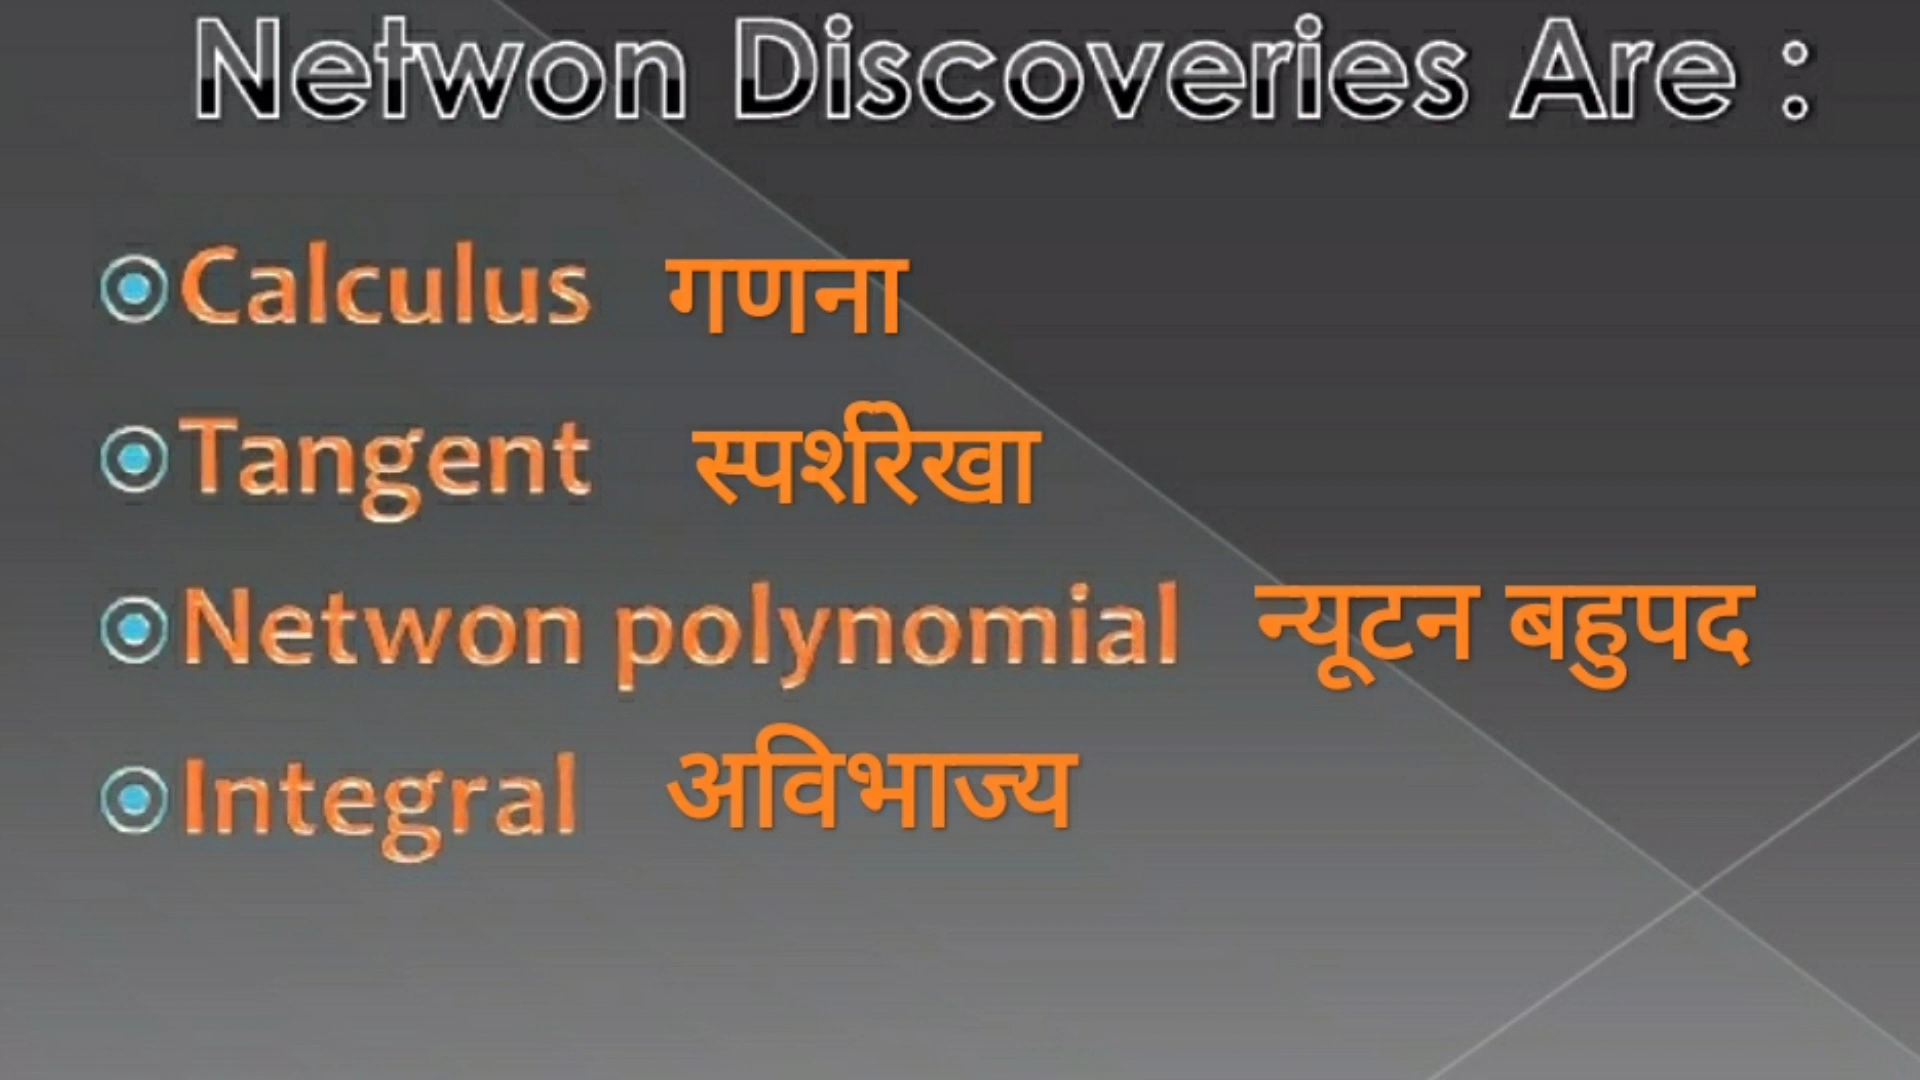 Netwon Discoveries Are :
Calculus गणना
Tangent स्पर्शरेखा
Netwon polynomial न्यूटन बहुपद
Integral अविभाज्य